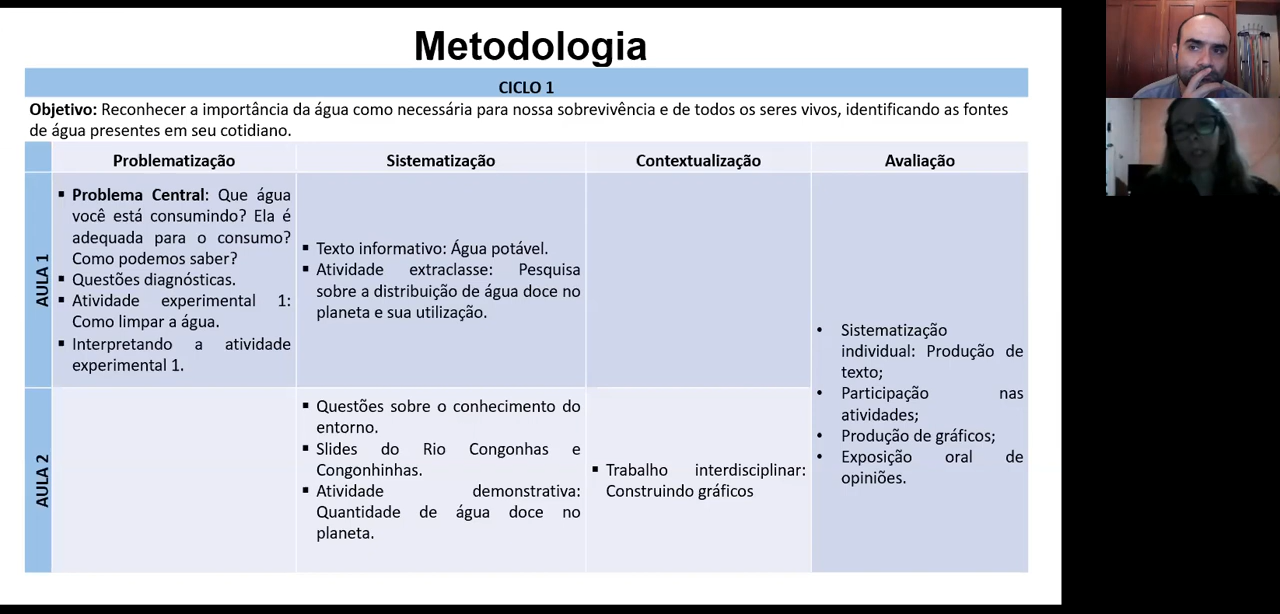 Metodologia
CICLO 1
Objetivo: Reconhecer a importância da água como necessária para nossa sobrevivência e de todos os seres vivos, identificando as fontes
de água presentes em seu cotidiano.
Problematização
Sistematização
Contextualização
Avaliação
AULA 1
▪ Problema Central: Que água
você está consumindo? Ela é
adequada para o consumo?
Como podemos saber?
▪ Questões diagnósticas.
▪ Atividade experimental 1:
Como limpar a água.
▪ Interpretando a atividade
experimental 1.
▪ Texto informativo: Água potável.
▪ Atividade extraclasse: Pesquisa
sobre a distribuição de água doce no
planeta e sua utilização.
AULA 2
▪ Questões sobre o conhecimento do
entorno.
▪ Slides do Rio Congonhas e
Congonhinhas.
▪ Atividade demonstrativa:
Quantidade de água doce no
planeta.
▪ Trabalho interdisciplinar:
Construindo gráficos
• Sistematização
individual: Produção de
texto;
• Participação nas
atividades;
• Produção de gráficos;
• Exposição oral de
opiniões.